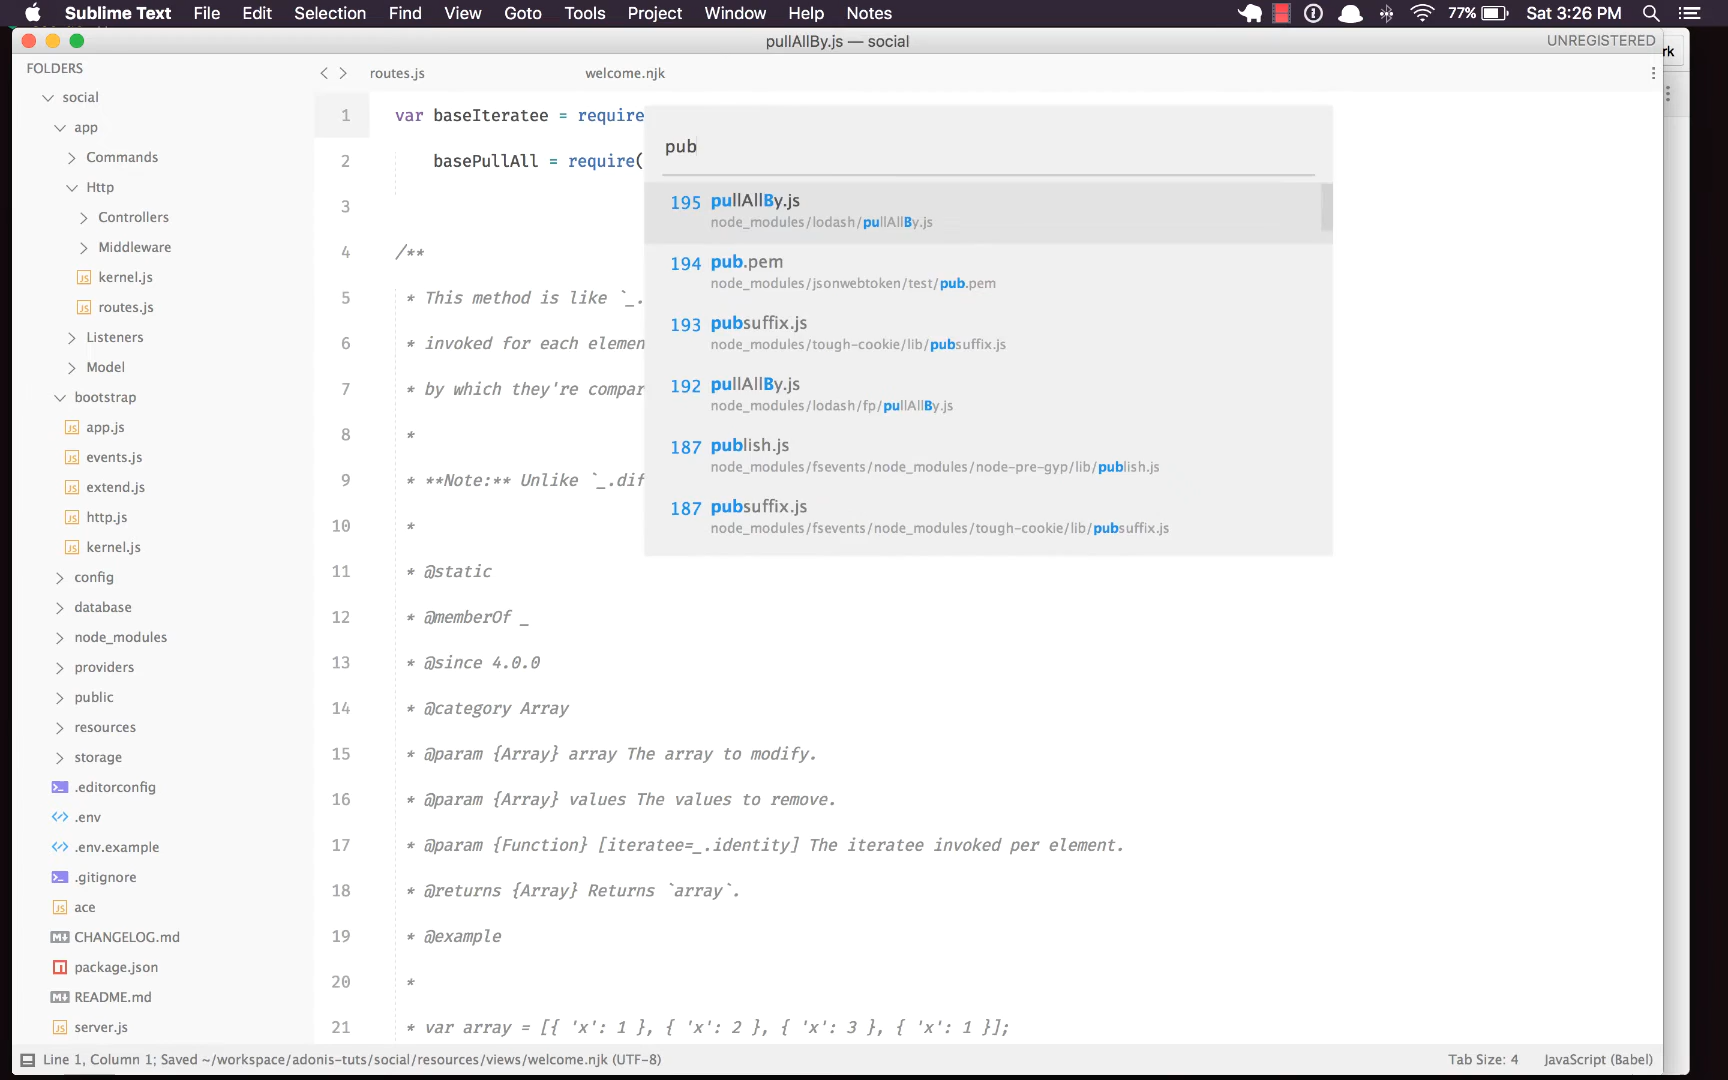 Sublime Text File Edit Selection Find View Goto Tools Project Window Help Notes 77% Sat 3:26 PM
pullAllBy.js — social UNREGISTERED
rk
FOLDERS
social
app
Commands
Http
Controllers
Middleware
kernel.js
routes.js
Listeners
Model
bootstrap
app.js
events.js
extend.js
http.js
kernel.js
config
database
node_modules
providers
public
resources
storage
.editorconfig
.env
.env.example
.gitignore
ace
CHANGELOG.md
package.json
README.md
server.js
routes.js welcome.njk
1 var baseIteratee = require
2 basePullAll = require(
3
4 /**
5 * This method is like `_.
6 * invoked for each elemen
7 * by which they're compar
8 *
9 * **Note:** Unlike `_.dif
10 *
11 * @static
12 * @memberOf _
13 * @since 4.0.0
14 * @category Array
15 * @param {Array} array The array to modify.
16 * @param {Array} values The values to remove.
17 * @param {Function} [iteratee=_.identity] The iteratee invoked per element.
18 * @returns {Array} Returns `array`.
19 * @example
20 *
21 * var array = [{ 'x': 1 }, { 'x': 2 }, { 'x': 3 }, { 'x': 1 }];
pub
195 pullAllBy.js
node_modules/lodash/pullAllBy.js
194 pub.pem
node_modules/jsonwebtoken/test/pub.pem
193 pubsuffix.js
node_modules/tough-cookie/lib/pubsuffix.js
192 pullAllBy.js
node_modules/lodash/fp/pullAllBy.js
187 publish.js
node_modules/fsevents/node_modules/node-pre-gyp/lib/publish.js
187 pubsuffix.js
node_modules/fsevents/node_modules/tough-cookie/lib/pubsuffix.js
Line 1, Column 1; Saved ~/workspace/adonis-tuts/social/resources/views/welcome.njk (UTF-8) Tab Size: 4 JavaScript (Babel)